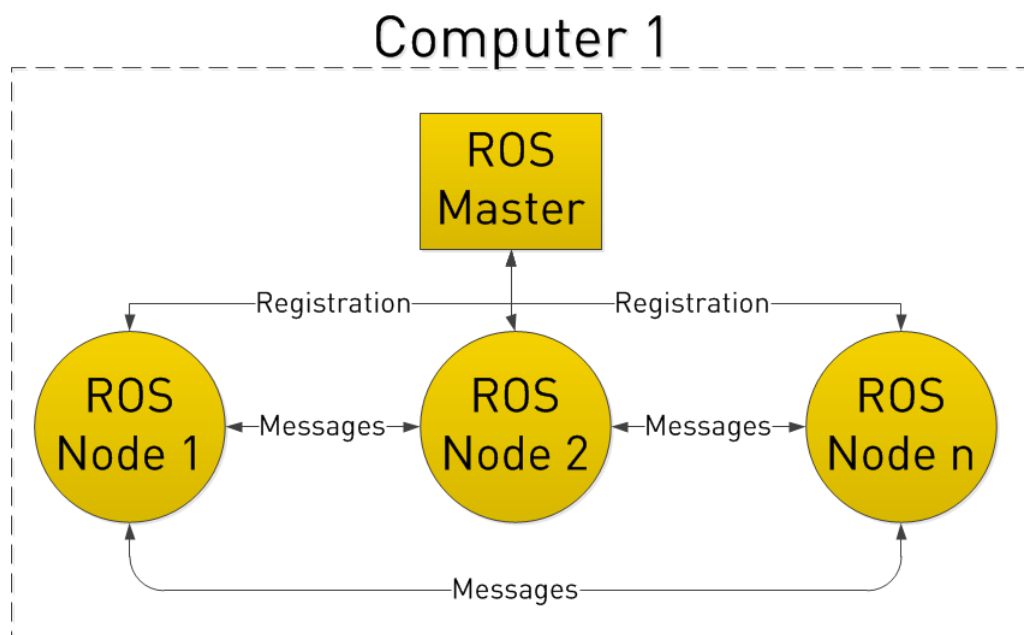 Computer 1
ROS
Master
Registration
Registration
ROS
Node 1
Messages
ROS
Node 2
Messages
ROS
Node n
Messages